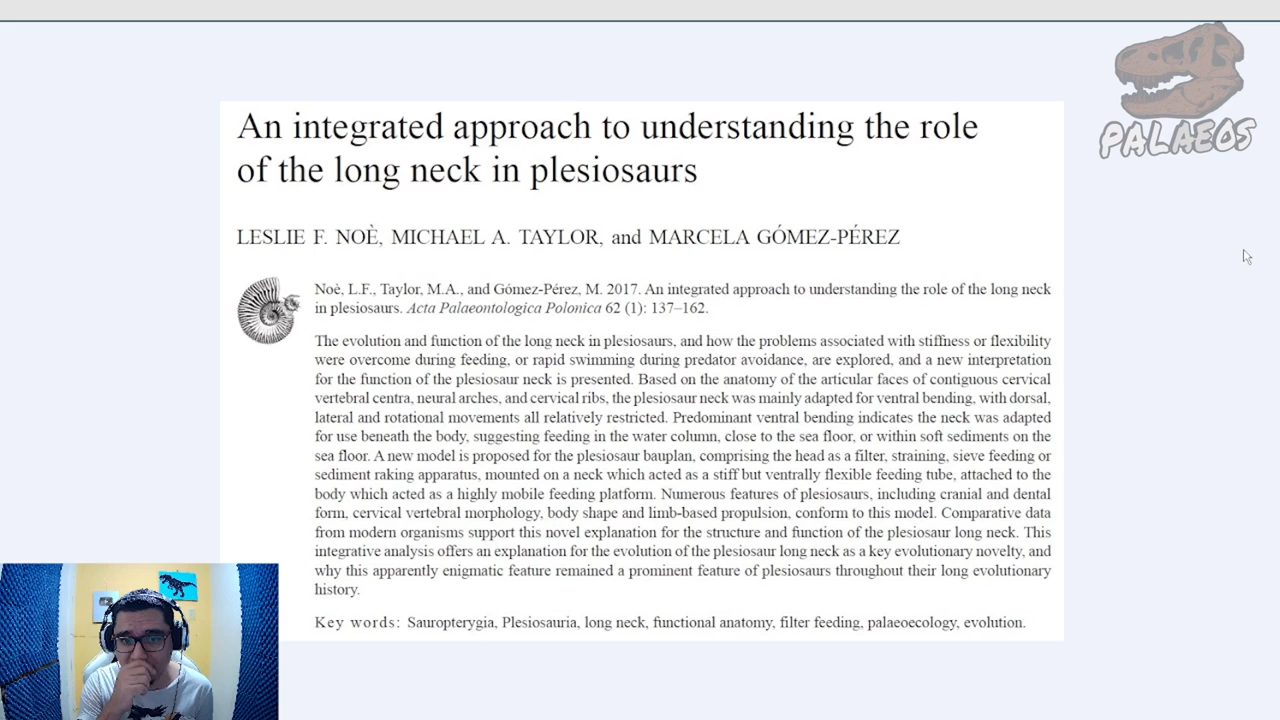 PALAEOS
An integrated approach to understanding the role
of the long neck in plesiosaurs
LESLIE F. NOÈ, MICHAEL A. TAYLOR, and MARCELA GÓMEZ-PÉREZ
Noè, L.F., Taylor, M.A., and Gómez-Pérez, M. 2017. An integrated approach to understanding the role of the long neck
in plesiosaurs. Acta Palaeontologica Polonica 62 (1): 137–162.
The evolution and function of the long neck in plesiosaurs, and how the problems associated with stiffness or flexibility
were overcome during feeding, or rapid swimming during predator avoidance, are explored, and a new interpretation
for the function of the plesiosaur neck is presented. Based on the anatomy of the articular faces of contiguous cervical
vertebral centra, neural arches, and cervical ribs, the plesiosaur neck was mainly adapted for ventral bending, with dorsal,
lateral and rotational movements all relatively restricted. Predominant ventral bending indicates the neck was adapted
for use beneath the body, suggesting feeding in the water column, close to the sea floor, or within soft sediments on the
sea floor. A new model is proposed for the plesiosaur bauplan, comprising the head as a filter, straining, sieve feeding or
sediment raking apparatus, mounted on a neck which acted as a stiff but ventrally flexible feeding tube, attached to the
body which acted as a highly mobile feeding platform. Numerous features of plesiosaurs, including cranial and dental
form, cervical vertebral morphology, body shape and limb-based propulsion, conform to this model. Comparative data
from modern organisms support this novel explanation for the structure and function of the plesiosaur long neck. This
integrative analysis offers an explanation for the evolution of the plesiosaur long neck as a key evolutionary novelty, and
why this apparently enigmatic feature remained a prominent feature of plesiosaurs throughout their long evolutionary
history.
Key words: Sauropterygia, Plesiosauria, long neck, functional anatomy, filter feeding, palaeoecology, evolution.